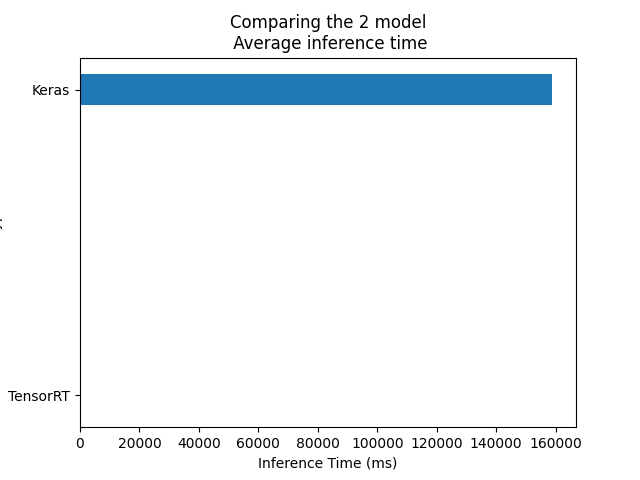 Comparing the 2 model
Average inference time
Keras
TensorRT
0 20000 40000 60000 80000 100000 120000 140000 160000
Inference Time (ms)